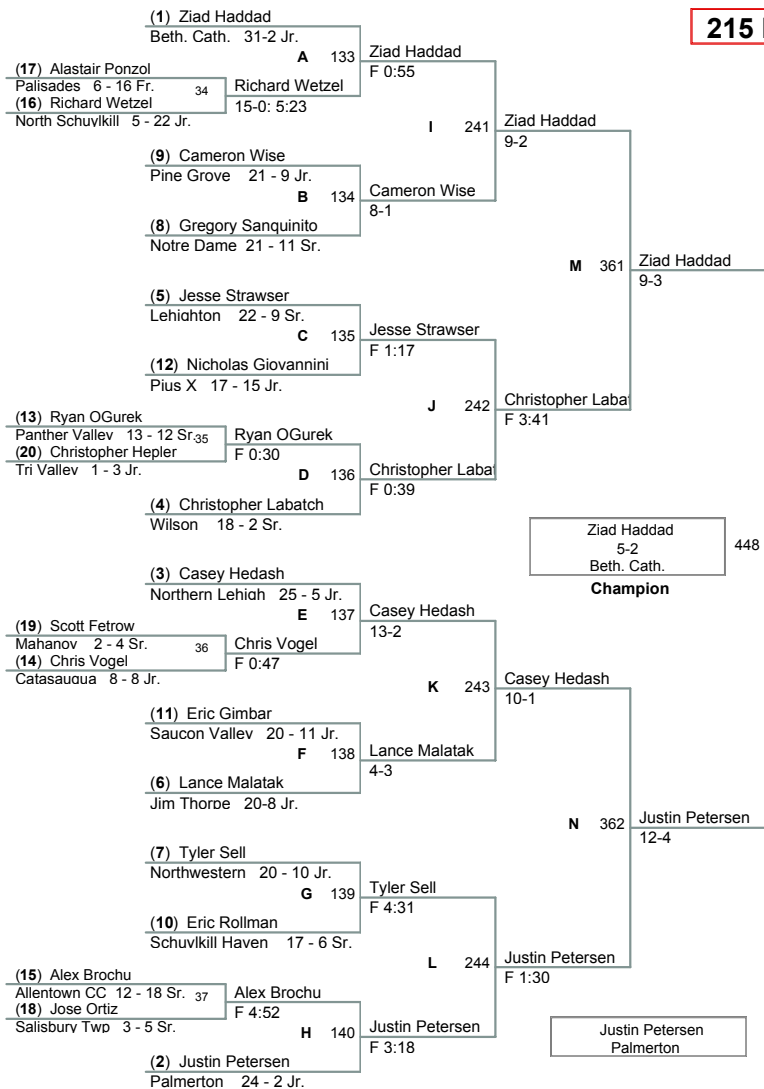 (1) Ziad Haddad
Beth. Cath. 31-2 Jr.
215
A 133
Ziad Haddad
F 0:55
(17) Alastair Ponzol
Palisades 6 - 16 Fr.
34
(16) Richard Wetzel
North Schuylkill 5 - 22 Jr.
Richard Wetzel
15-0: 5:23
I 241
Ziad Haddad
9-2
(9) Cameron Wise
Pine Grove 21 - 9 Jr.
B 134
Cameron Wise
8-1
(8) Gregory Sanquinito
Notre Dame 21 - 11 Sr.
M 361
Ziad Haddad
9-3
(5) Jesse Strawser
Lehighton 22 - 9 Sr.
C 135
Jesse Strawser
F 1:17
(12) Nicholas Giovannini
Pius X 17 - 15 Jr.
J 242
Christopher Labat
F 3:41
(13) Ryan OGurek
Panther Valley 13 - 12 Sr.
35
(20) Christopher Hepler
Tri Valley 1 - 3 Jr.
Ryan OGurek
F 0:30
D 136
Christopher Labat
F 0:39
(4) Christopher Labatch
Wilson 18 - 2 Sr.
Ziad Haddad
5-2
Beth. Cath.
448
Champion
(3) Casey Hedash
Northern Lehigh 25 - 5 Jr.
E 137
Casey Hedash
13-2
(19) Scott Fetrow
Mahanoy 2 - 4 Sr.
36
(14) Chris Vogel
Catasauqua 8 - 8 Jr.
Chris Vogel
F 0:47
K 243
Casey Hedash
10-1
(11) Eric Gimbar
Saucon Valley 20 - 11 Jr.
F 138
Lance Malatak
4-3
(6) Lance Malatak
Jim Thorpe 20-8 Jr.
N 362
Justin Petersen
12-4
(7) Tyler Sell
Northwestern 20 - 10 Jr.
G 139
Tyler Sell
F 4:31
(10) Eric Rollman
Schuylkill Haven 17 - 6 Sr.
L 244
Justin Petersen
F 1:30
(15) Alex Brochu
Allentown CC 12 - 18 Sr.
37
(18) Jose Ortiz
Salisbury Twp 3 - 5 Sr.
Alex Brochu
F 4:52
H 140
Justin Petersen
F 3:18
(2) Justin Petersen
Palmerton 24 - 2 Jr.
Justin Petersen
Palmerton